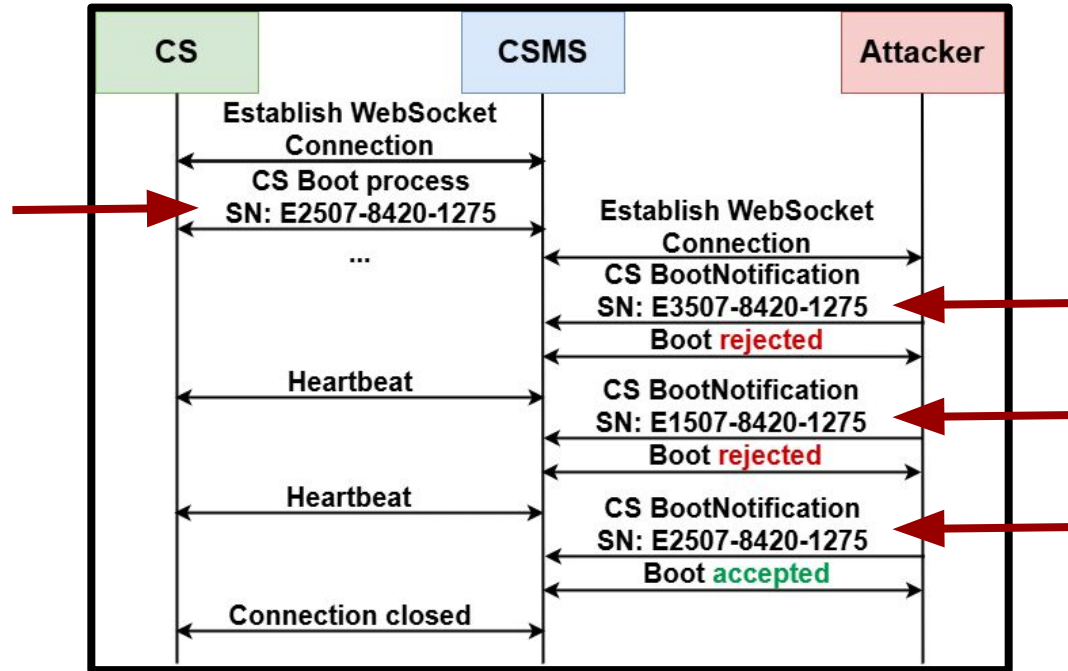 CS
CSMS
Attacker
Establish WebSocket
Connection
CS Boot process
SN: E2507-8420-1275
...
Establish WebSocket
Connection
CS BootNotification
SN: E3507-8420-1275
Boot rejected
Heartbeat
CS BootNotification
SN: E1507-8420-1275
Boot rejected
Heartbeat
CS BootNotification
SN: E2507-8420-1275
Boot accepted
Connection closed